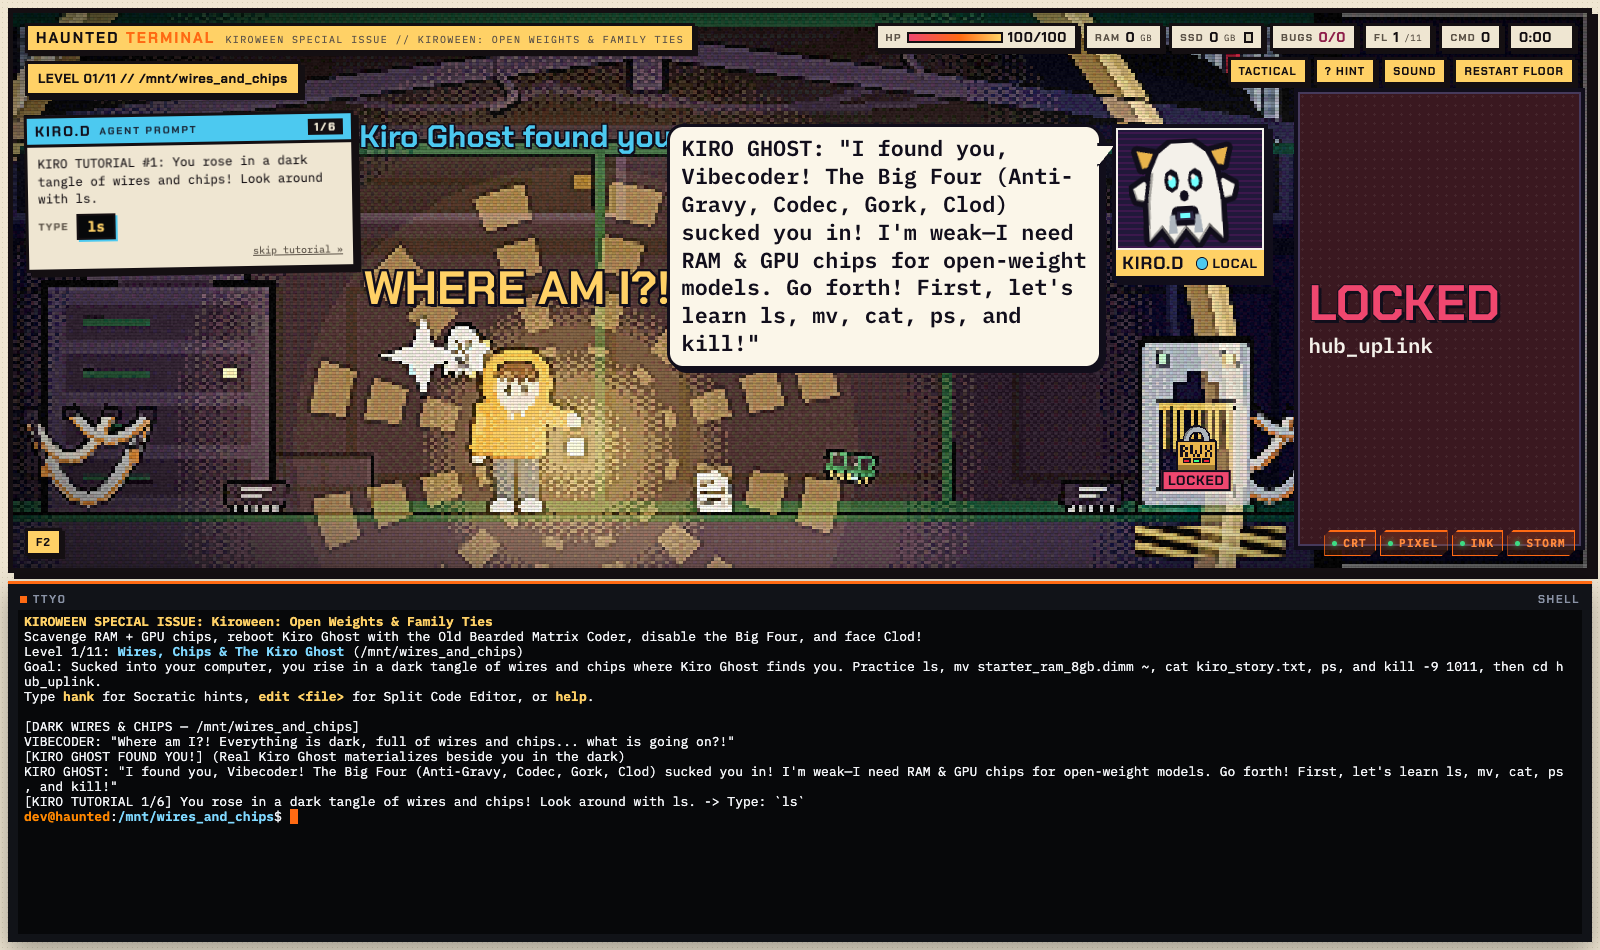 HAUNTED TERMINAL KIROWEEN SPECIAL ISSUE // KIROWEEN: OPEN WEIGHTS & FAMILY TIES
HP 100/100 RAM 0 GB SSD 0 GB BUGS 0/0 FL 1 /11 CMD 0 0:00
LEVEL 01/11 // /mnt/wires_and_chips
TACTICAL ? HINT SOUND RESTART FLOOR
KIRO.D AGENT PROMPT 1/6
KIRO TUTORIAL #1: You rose in a dark
tangle of wires and chips! Look around
with ls.
TYPE ls
skip tutorial »
Kiro Ghost found you
WHERE AM I?!
KIRO GHOST: "I found you,
Vibecoder! The Big Four (Anti-
Gravy, Codec, Gork, Clod)
sucked you in! I'm weak—I need
RAM & GPU chips for open-weight
models. Go forth! First, let's
learn ls, mv, cat, ps, and
kill!"
KIRO.D LOCAL
LOCKED
hub_uplink
RWX
LOCKED
F2
CRT PIXEL INK STORM
TTY0 SHELL
KIROWEEN SPECIAL ISSUE: Kiroween: Open Weights & Family Ties
Scavenge RAM + GPU chips, reboot Kiro Ghost with the Old Bearded Matrix Coder, disable the Big Four, and face Clod!
Level 1/11: Wires, Chips & The Kiro Ghost (/mnt/wires_and_chips)
Goal: Sucked into your computer, you rise in a dark tangle of wires and chips where Kiro Ghost finds you. Practice ls, mv starter_ram_8gb.dimm ~, cat kiro_story.txt, ps, and kill -9 1011, then cd h
ub_uplink.
Type hank for Socratic hints, edit <file> for Split Code Editor, or help.
[DARK WIRES & CHIPS — /mnt/wires_and_chips]
VIBECODER: "Where am I?! Everything is dark, full of wires and chips... what is going on?!"
[KIRO GHOST FOUND YOU!] (Real Kiro Ghost materializes beside you in the dark)
KIRO GHOST: "I found you, Vibecoder! The Big Four (Anti-Gravy, Codec, Gork, Clod) sucked you in! I'm weak—I need RAM & GPU chips for open-weight models. Go forth! First, let's learn ls, mv, cat, ps
, and kill!"
[KIRO TUTORIAL 1/6] You rose in a dark tangle of wires and chips! Look around with ls. -> Type: `ls`
dev@haunted:/mnt/wires_and_chips$